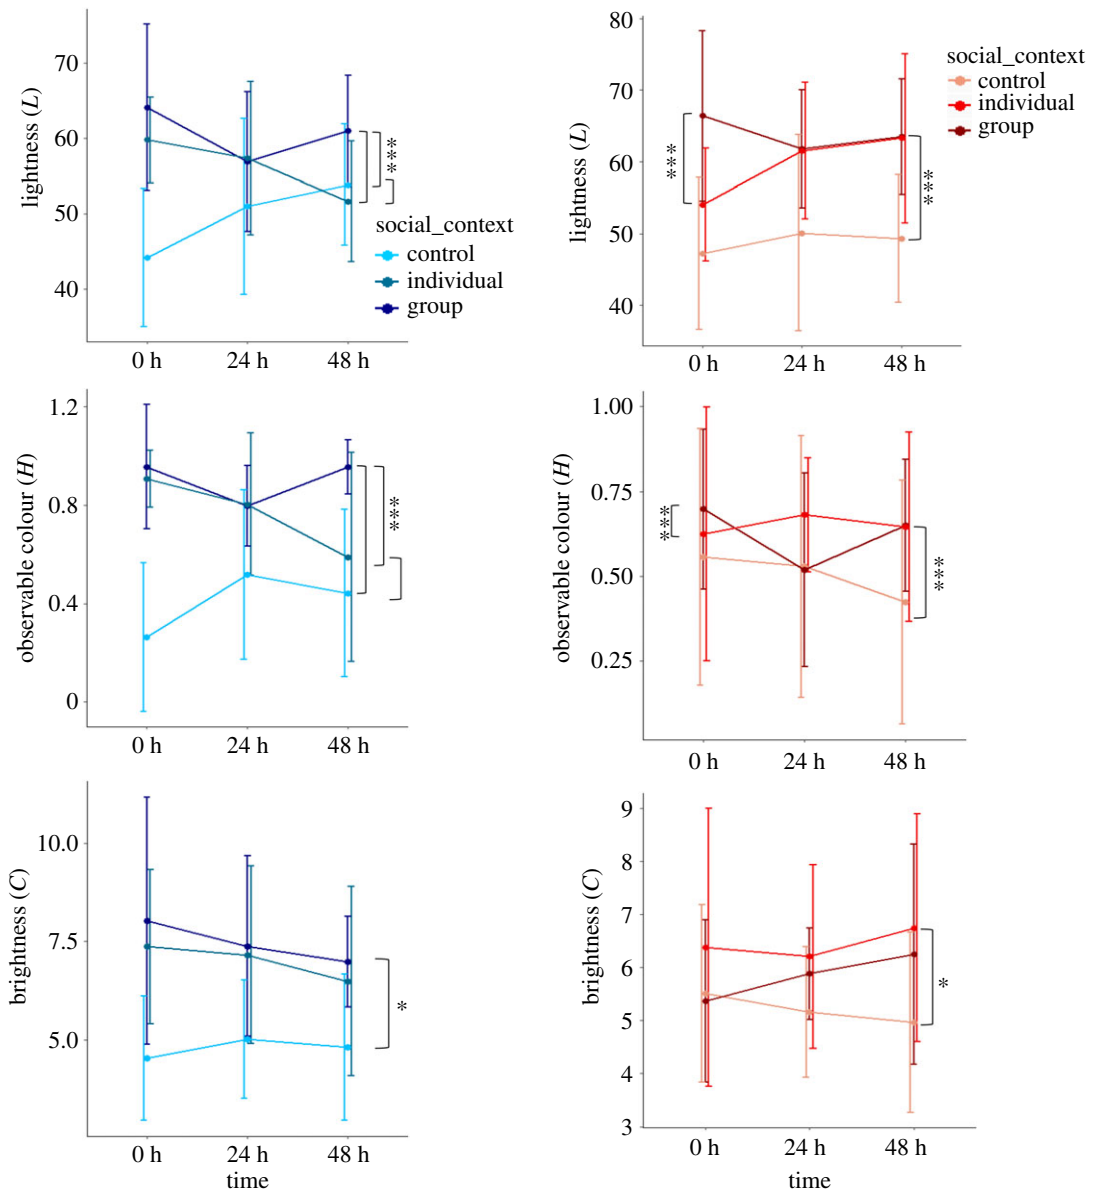 lightness (L)
70
60
50
40
0 h
24 h
48 h
***
social_context
control
individual
group
lightness (L)
80
70
60
50
40
0 h
24 h
48 h
***
***
social_context
control
individual
group
observable colour (H)
1.2
0.8
0.4
0
0 h
24 h
48 h
***
observable colour (H)
1.00
0.75
0.50
0.25
0 h
24 h
48 h
***
***
brightness (C)
10.0
7.5
5.0
0 h
24 h
48 h
time
*
brightness (C)
9
8
7
6
5
4
3
0 h
24 h
48 h
time
*